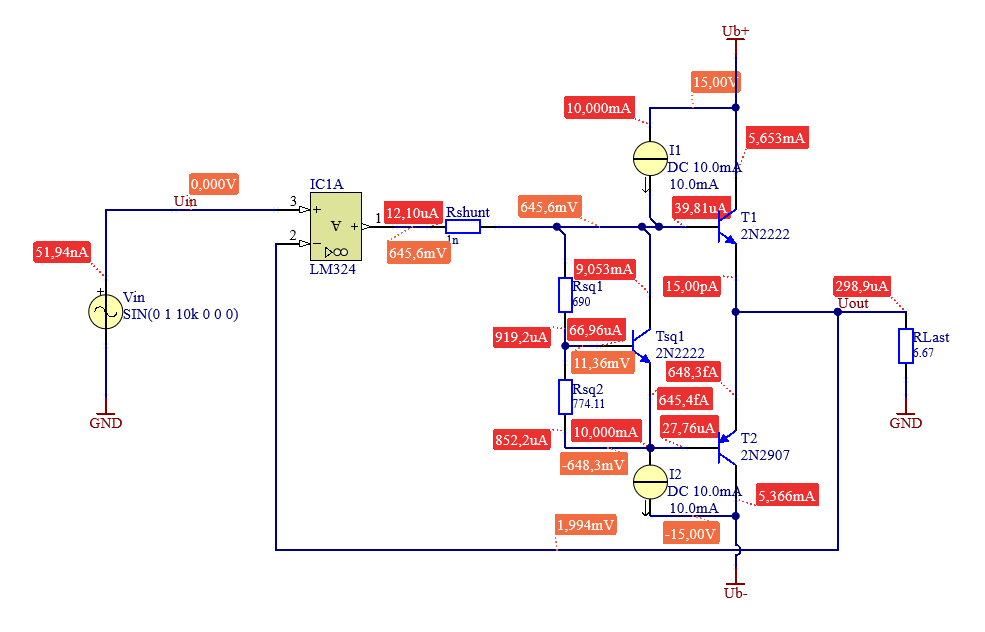 Ub+
15,00V
10,000mA
5,653mA
I1
DC 10.0mA
10.0mA
0,000V
Uin
IC1A
3
+
A
+
1
2
−
LM324
12,10uA
Rshunt
1n
645,6mV
645,6mV
39,81uA
T1
2N2222
51,94nA
+
Vin
SIN(0 1 10k 0 0 0)
9,053mA
Rsq1
690
15,00pA
298,9uA
Uout
919,2uA
66,96uA
Tsq1
2N2222
11,36mV
RLast
6.67
648,3fA
Rsq2
774.11
645,4fA
GND
GND
852,2uA
10,000mA
27,76uA
T2
2N2907
-648,3mV
I2
DC 10.0mA
10.0mA
5,366mA
1,994mV
-15,00V
Ub-